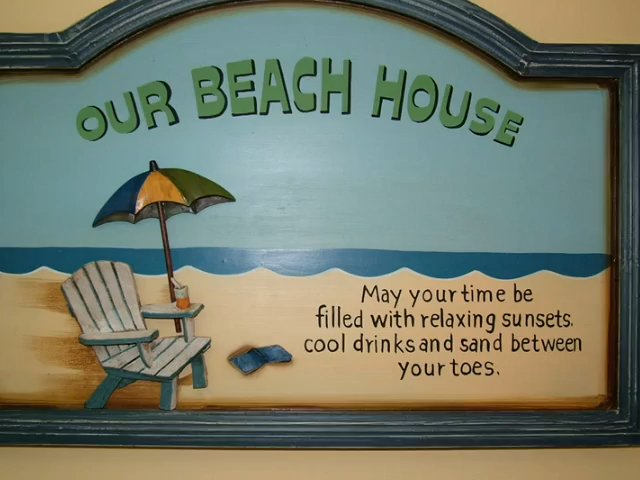 OUR BEACH HOUSE
May your time be
filled with relaxing sunsets.
cool drinks and sand between
your toes.